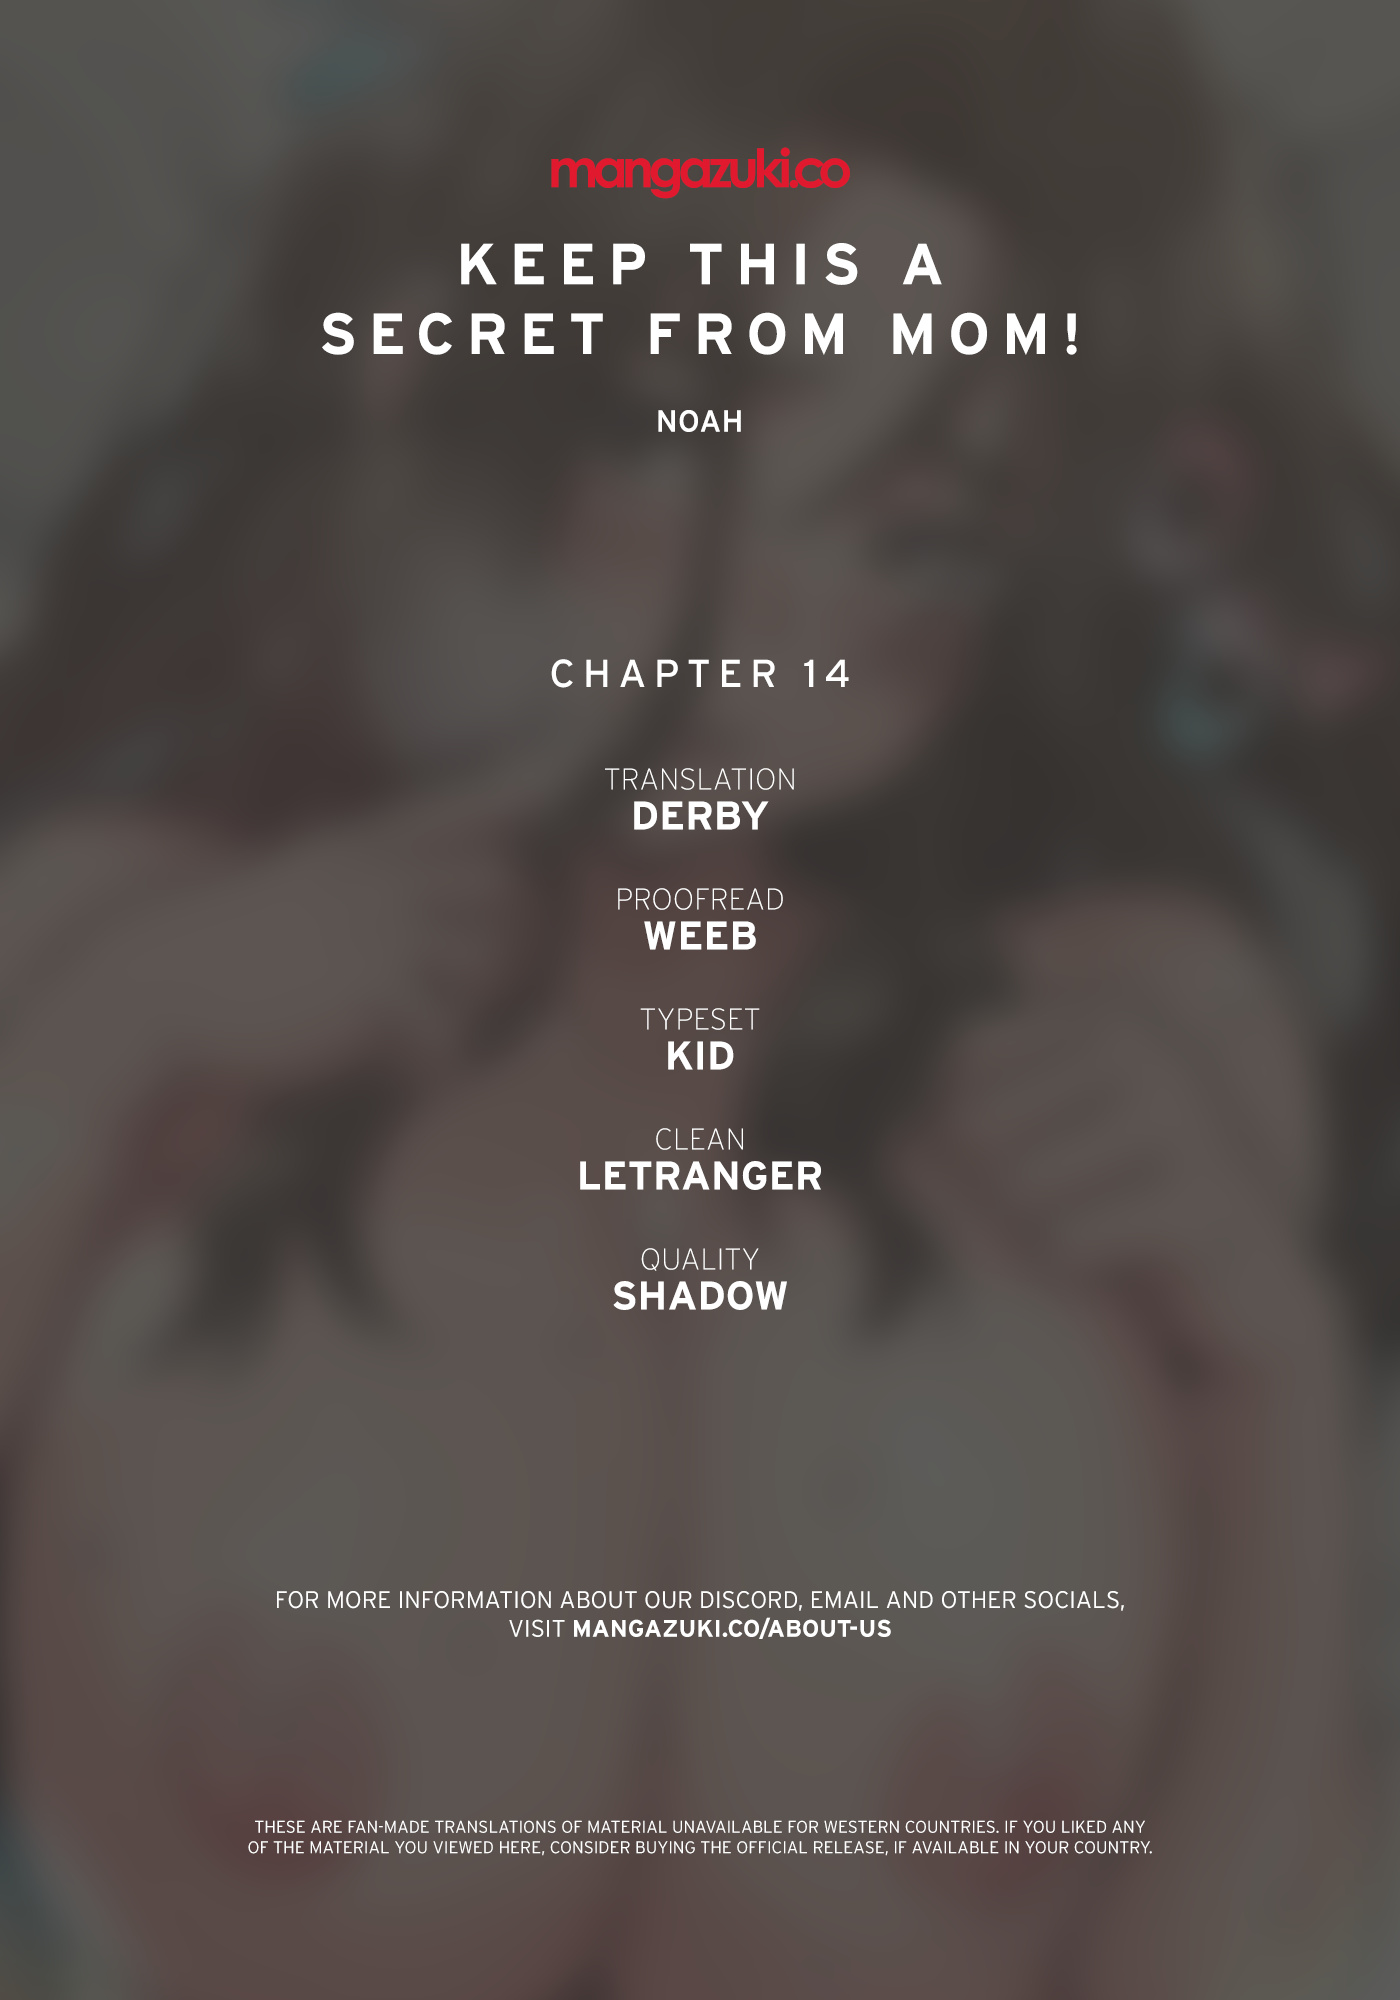 mangazuki.co
KEEP THIS A
SECRET FROM MOM!
NOAH
CHAPTER 14
TRANSLATION
DERBY
PROOFREAD
WEEB
TYPESET
KID
CLEAN
LETRANGER
QUALITY
SHADOW
FOR MORE INFORMATION ABOUT OUR DISCORD, EMAIL AND OTHER SOCIALS,
VISIT MANGAZUKI.CO/ABOUT-US
THESE ARE FAN-MADE TRANSLATIONS OF MATERIAL UNAVAILABLE FOR WESTERN COUNTRIES. IF YOU LIKED ANY
OF THE MATERIAL YOU VIEWED HERE, CONSIDER BUYING THE OFFICIAL RELEASE, IF AVAILABLE IN YOUR COUNTRY.